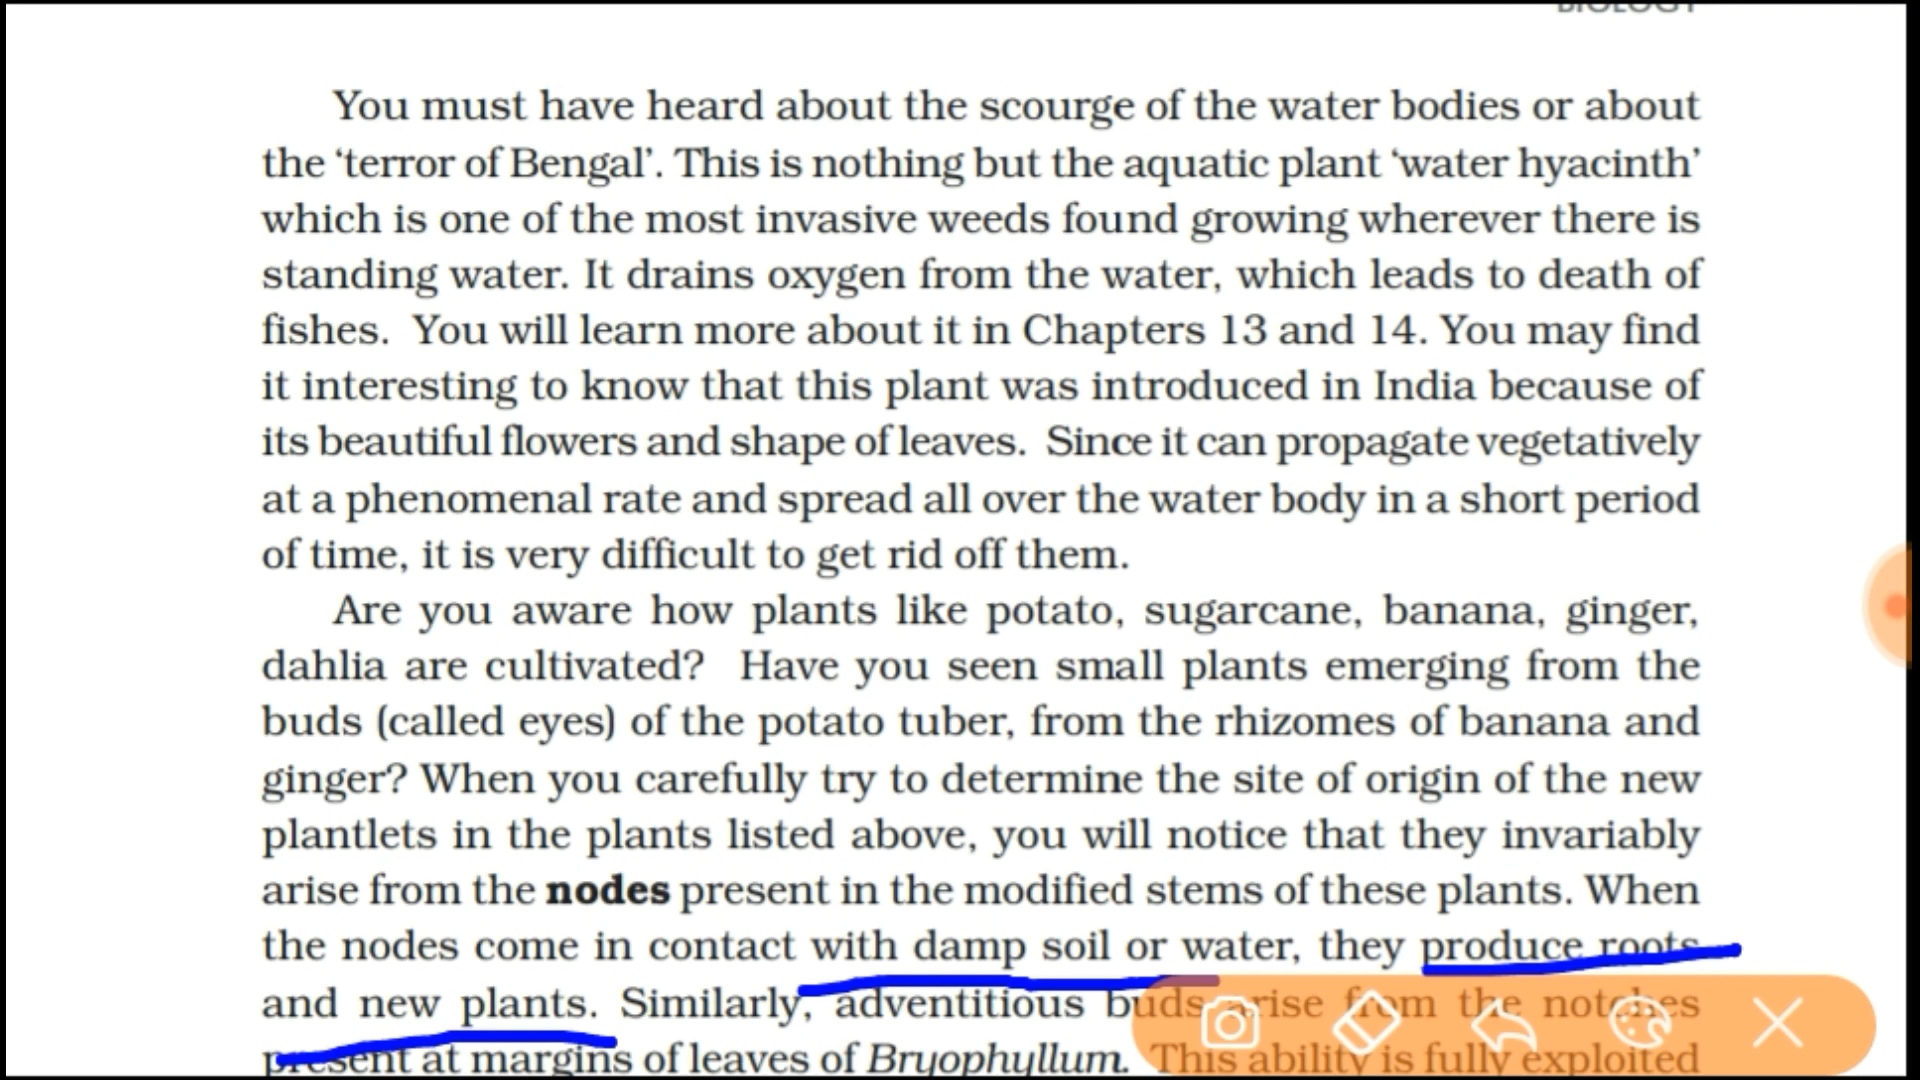 BIOLOGY
You must have heard about the scourge of the water bodies or about
the ‘terror of Bengal’. This is nothing but the aquatic plant ‘water hyacinth’
which is one of the most invasive weeds found growing wherever there is
standing water. It drains oxygen from the water, which leads to death of
fishes. You will learn more about it in Chapters 13 and 14. You may find
it interesting to know that this plant was introduced in India because of
its beautiful flowers and shape of leaves. Since it can propagate vegetatively
at a phenomenal rate and spread all over the water body in a short period
of time, it is very difficult to get rid off them.
Are you aware how plants like potato, sugarcane, banana, ginger,
dahlia are cultivated? Have you seen small plants emerging from the
buds (called eyes) of the potato tuber, from the rhizomes of banana and
ginger? When you carefully try to determine the site of origin of the new
plantlets in the plants listed above, you will notice that they invariably
arise from the nodes present in the modified stems of these plants. When
the nodes come in contact with damp soil or water, they produce roots
and new plants. Similarly, adventitious buds arise from the notches
present at margins of leaves of Bryophyllum. This ability is fully exploited